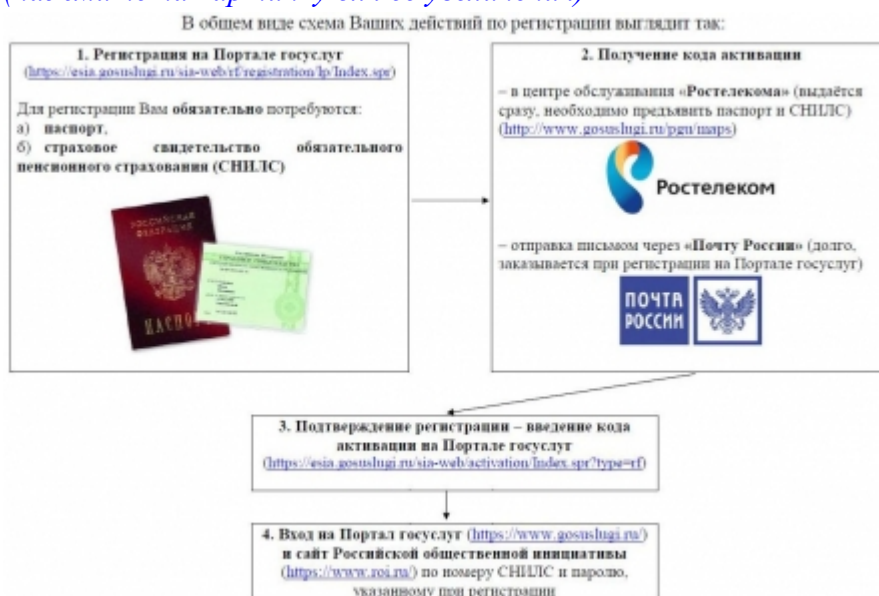 В общем виде схема Ваших действий по регистрации выглядит так:
1. Регистрация на Портале госуслуг
(https://esia.gosuslugi.ru/sia-web/rf/registration/lp/Index.spr)
Для регистрации Вам обязательно потребуются:
а) паспорт,
б) страховое свидетельство обязательного
пенсионного страхования (СНИЛС)
РОССИЙСКАЯ
ФЕДЕРАЦИЯ
ПАСПО
2. Получение кода активации
– в центре обслуживания «Ростелекома» (выдаётся
сразу, необходимо предъявить паспорт и СНИЛС)
(http://www.gosuslugi.ru/pgu/maps)
Ростелеком
– отправка письмом через «Почту России» (долго,
заказывается при регистрации на Портале госуслуг)
ПОЧТА
РОССИИ
3. Подтверждение регистрации – введение кода
активации на Портале госуслуг
(https://esia.gosuslugi.ru/sia-web/activation/Index.spr?type=rf)
4. Вход на Портал госуслуг (https://www.gosuslugi.ru/)
и сайт Российской общественной инициативы
(https://www.roi.ru/) по номеру СНИЛС и паролю,
указанному при регистрации